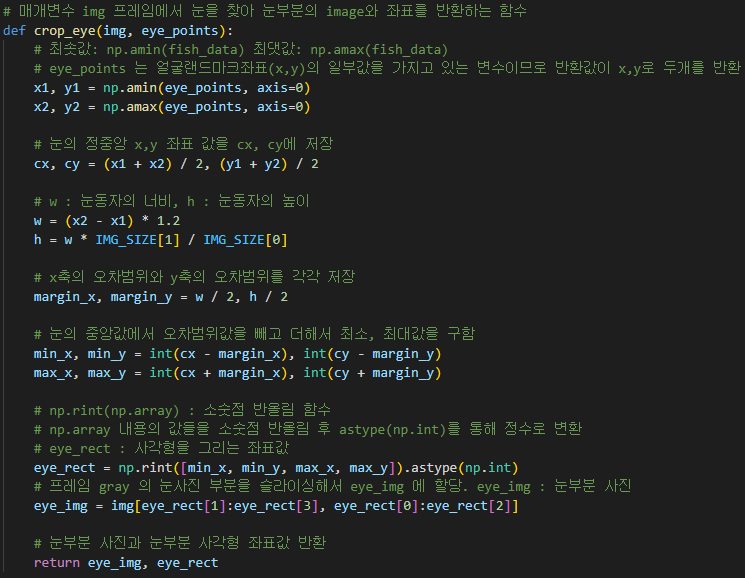 # 매개변수 img 프레임에서 눈을 찾아 눈부분의 image와 좌표를 반환하는 함수
def crop_eye(img, eye_points):
    # 최솟값: np.amin(fish_data) 최댓값: np.amax(fish_data)
    # eye_points 는 얼굴랜드마크좌표(x,y)의 일부값을 가지고 있는 변수이므로 반환값이 x,y로 두개를 반환
    x1, y1 = np.amin(eye_points, axis=0)
    x2, y2 = np.amax(eye_points, axis=0)

    # 눈의 정중앙 x,y 좌표 값을 cx, cy에 저장
    cx, cy = (x1 + x2) / 2, (y1 + y2) / 2

    # w : 눈동자의 너비, h : 눈동자의 높이
    w = (x2 - x1) * 1.2
    h = w * IMG_SIZE[1] / IMG_SIZE[0]

    # x축의 오차범위와 y축의 오차범위를 각각 저장
    margin_x, margin_y = w / 2, h / 2

    # 눈의 중앙값에서 오차범위값을 빼고 더해서 최소, 최대값을 구함
    min_x, min_y = int(cx - margin_x), int(cy - margin_y)
    max_x, max_y = int(cx + margin_x), int(cy + margin_y)

    # np.rint(np.array) : 소숫점 반올림 함수
    # np.array 내용의 값들을 소숫점 반올림 후 astype(np.int)를 통해 정수로 변환
    # eye_rect : 사각형을 그리는 좌표값
    eye_rect = np.rint([min_x, min_y, max_x, max_y]).astype(np.int)
    # 프레임 gray 의 눈사진 부분을 슬라이싱해서 eye_img 에 할당. eye_img : 눈부분 사진
    eye_img = img[eye_rect[1]:eye_rect[3], eye_rect[0]:eye_rect[2]]

    # 눈부분 사진과 눈부분 사각형 좌표값 반환
    return eye_img, eye_rect